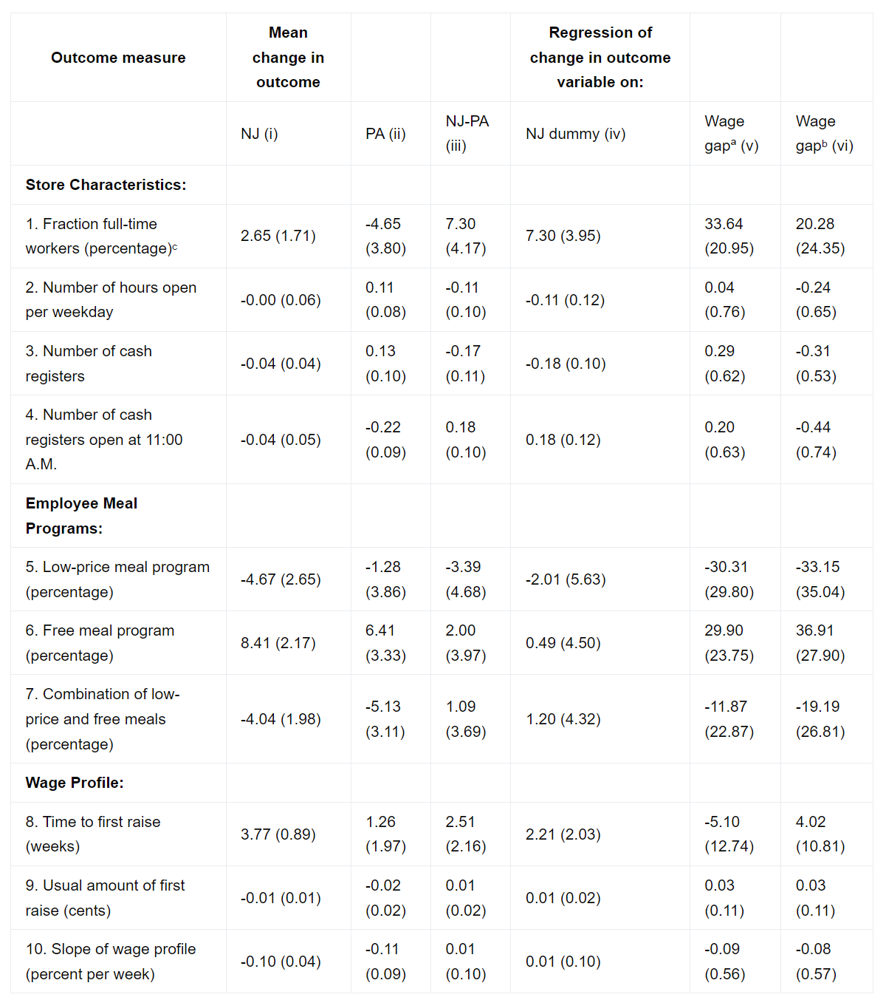 Outcome measure
Mean
change in
outcome
Regression of
change in outcome
variable on:
NJ (i)
PA (ii)
NJ-PA
(iii)
NJ dummy (iv)
Wage
gapᵃ (v)
Wage
gapᵇ (vi)
Store Characteristics:
1. Fraction full-time
workers (percentage)ᶜ
2.65 (1.71)
-4.65
(3.80)
7.30
(4.17)
7.30 (3.95)
33.64
(20.95)
20.28
(24.35)
2. Number of hours open
per weekday
-0.00 (0.06)
0.11
(0.08)
-0.11
(0.10)
-0.11 (0.12)
0.04
(0.76)
-0.24
(0.65)
3. Number of cash
registers
-0.04 (0.04)
0.13
(0.10)
-0.17
(0.11)
-0.18 (0.10)
0.29
(0.62)
-0.31
(0.53)
4. Number of cash
registers open at 11:00
A.M.
-0.04 (0.05)
-0.22
(0.09)
0.18
(0.10)
0.18 (0.12)
0.20
(0.63)
-0.44
(0.74)
Employee Meal
Programs:
5. Low-price meal program
(percentage)
-4.67 (2.65)
-1.28
(3.86)
-3.39
(4.68)
-2.01 (5.63)
-30.31
(29.80)
-33.15
(35.04)
6. Free meal program
(percentage)
8.41 (2.17)
6.41
(3.33)
2.00
(3.97)
0.49 (4.50)
29.90
(23.75)
36.91
(27.90)
7. Combination of low-
price and free meals
(percentage)
-4.04 (1.98)
-5.13
(3.11)
1.09
(3.69)
1.20 (4.32)
-11.87
(22.87)
-19.19
(26.81)
Wage Profile:
8. Time to first raise
(weeks)
3.77 (0.89)
1.26
(1.97)
2.51
(2.16)
2.21 (2.03)
-5.10
(12.74)
4.02
(10.81)
9. Usual amount of first
raise (cents)
-0.01 (0.01)
-0.02
(0.02)
0.01
(0.02)
0.01 (0.02)
0.03
(0.11)
0.03
(0.11)
10. Slope of wage profile
(percent per week)
-0.10 (0.04)
-0.11
(0.09)
0.01
(0.10)
0.01 (0.10)
-0.09
(0.56)
-0.08
(0.57)